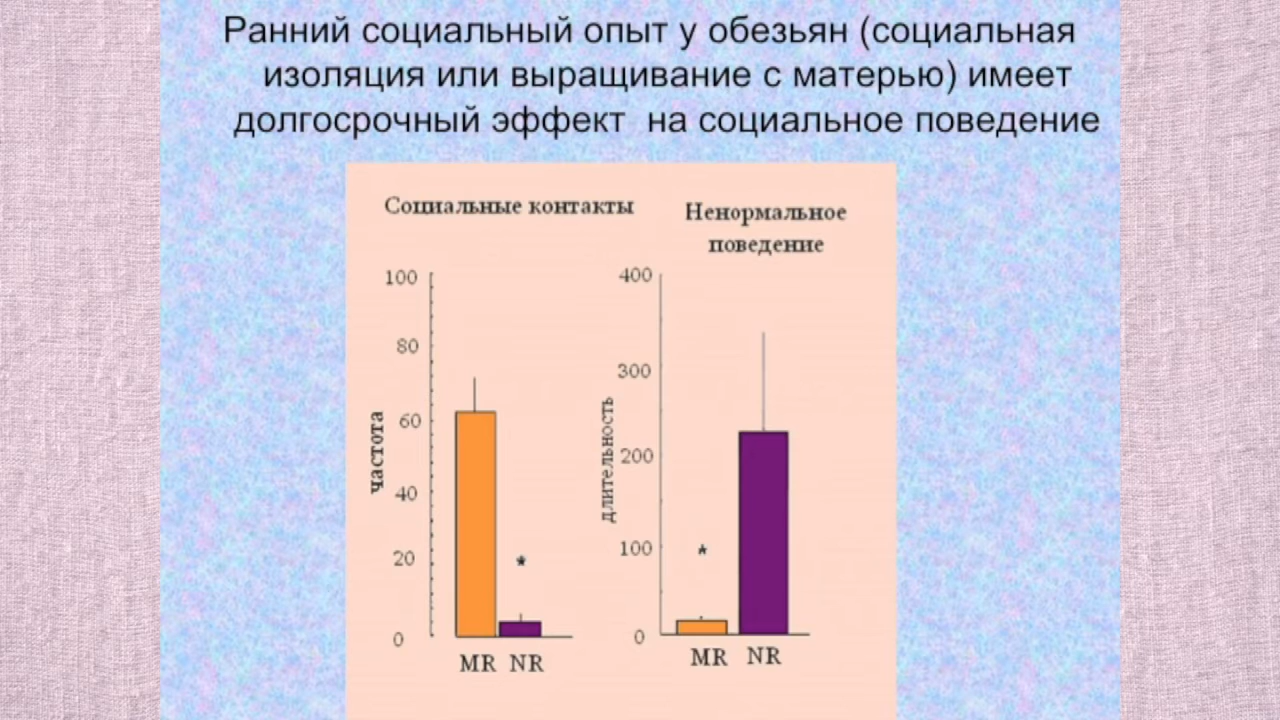 Ранний социальный опыт у обезьян (социальная
изоляция или выращивание с матерью) имеет
долгосрочный эффект на социальное поведение
Социальные контакты
частота
100
80
60
40
20
0
*
MR NR
Ненормальное
поведение
длительность
400
300
200
100
0
*
MR NR